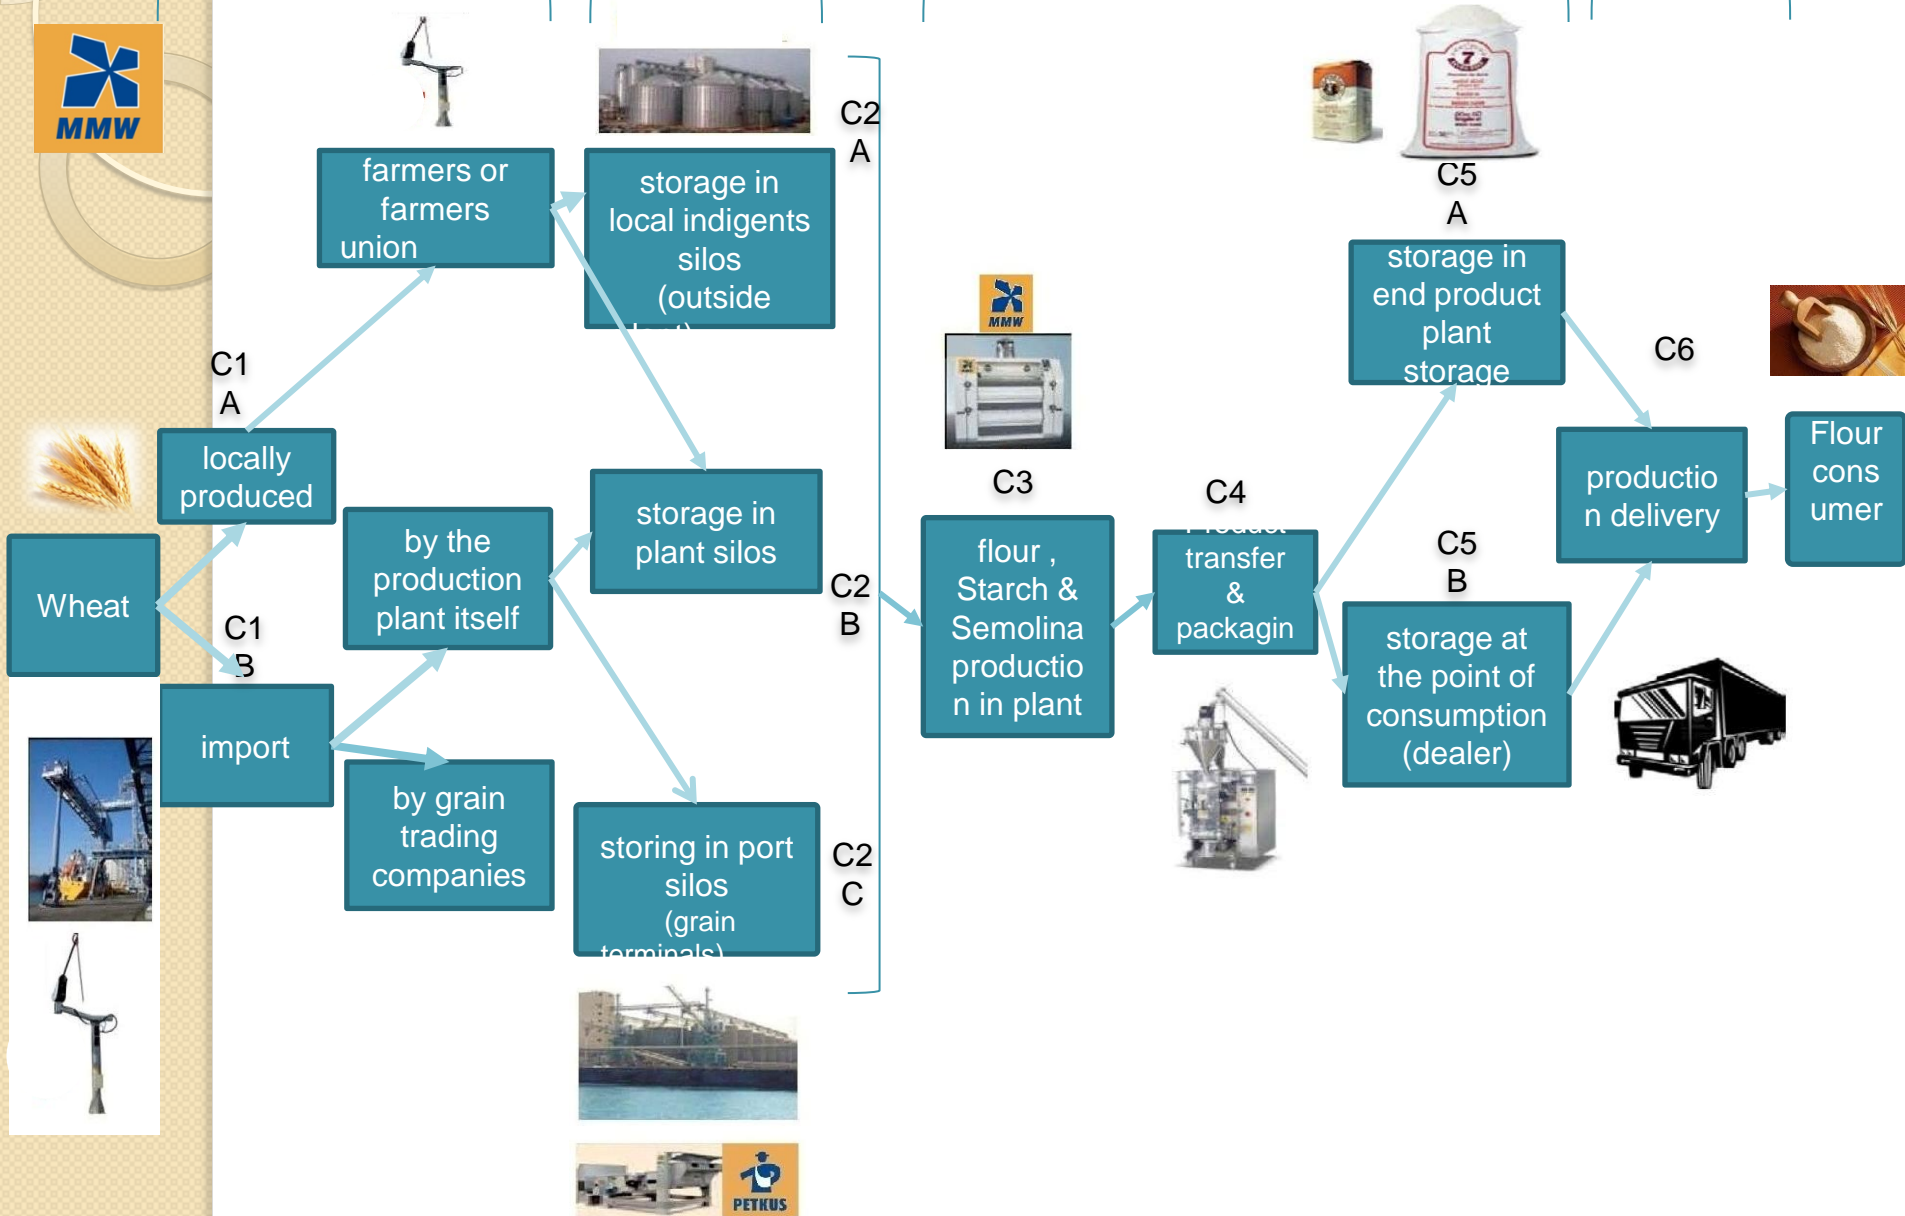 MMW
C2
A
farmers or
farmers
union
storage in
local indigents
silos
(outside
7
C5
A
storage in
end product
plant
storage
MMW
C6
C1
A
locally
produced
Flour
cons
umer
C3
C4
productio
n delivery
storage in
plant silos
by the
production
plant itself
Wheat
C2
B
flour ,
Starch &
Semolina
productio
n in plant
Product
transfer
&
packagin
C5
B
storage at
the point of
consumption
(dealer)
C1
B
import
by grain
trading
companies
storing in port
silos
(grain
terminals)
C2
C
PETKUS